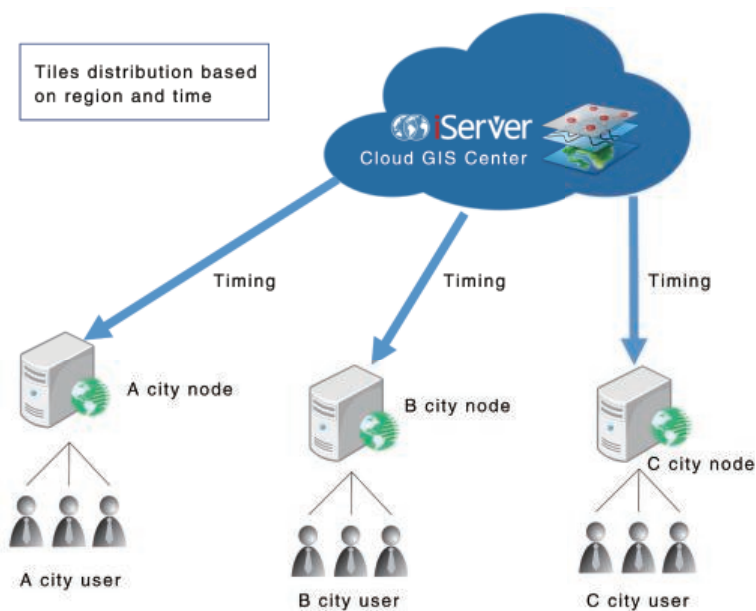 Tiles distribution based
on region and time
iServer
Cloud GIS Center
Timing
Timing
Timing
A city node
B city node
C city node
A city user
B city user
C city user